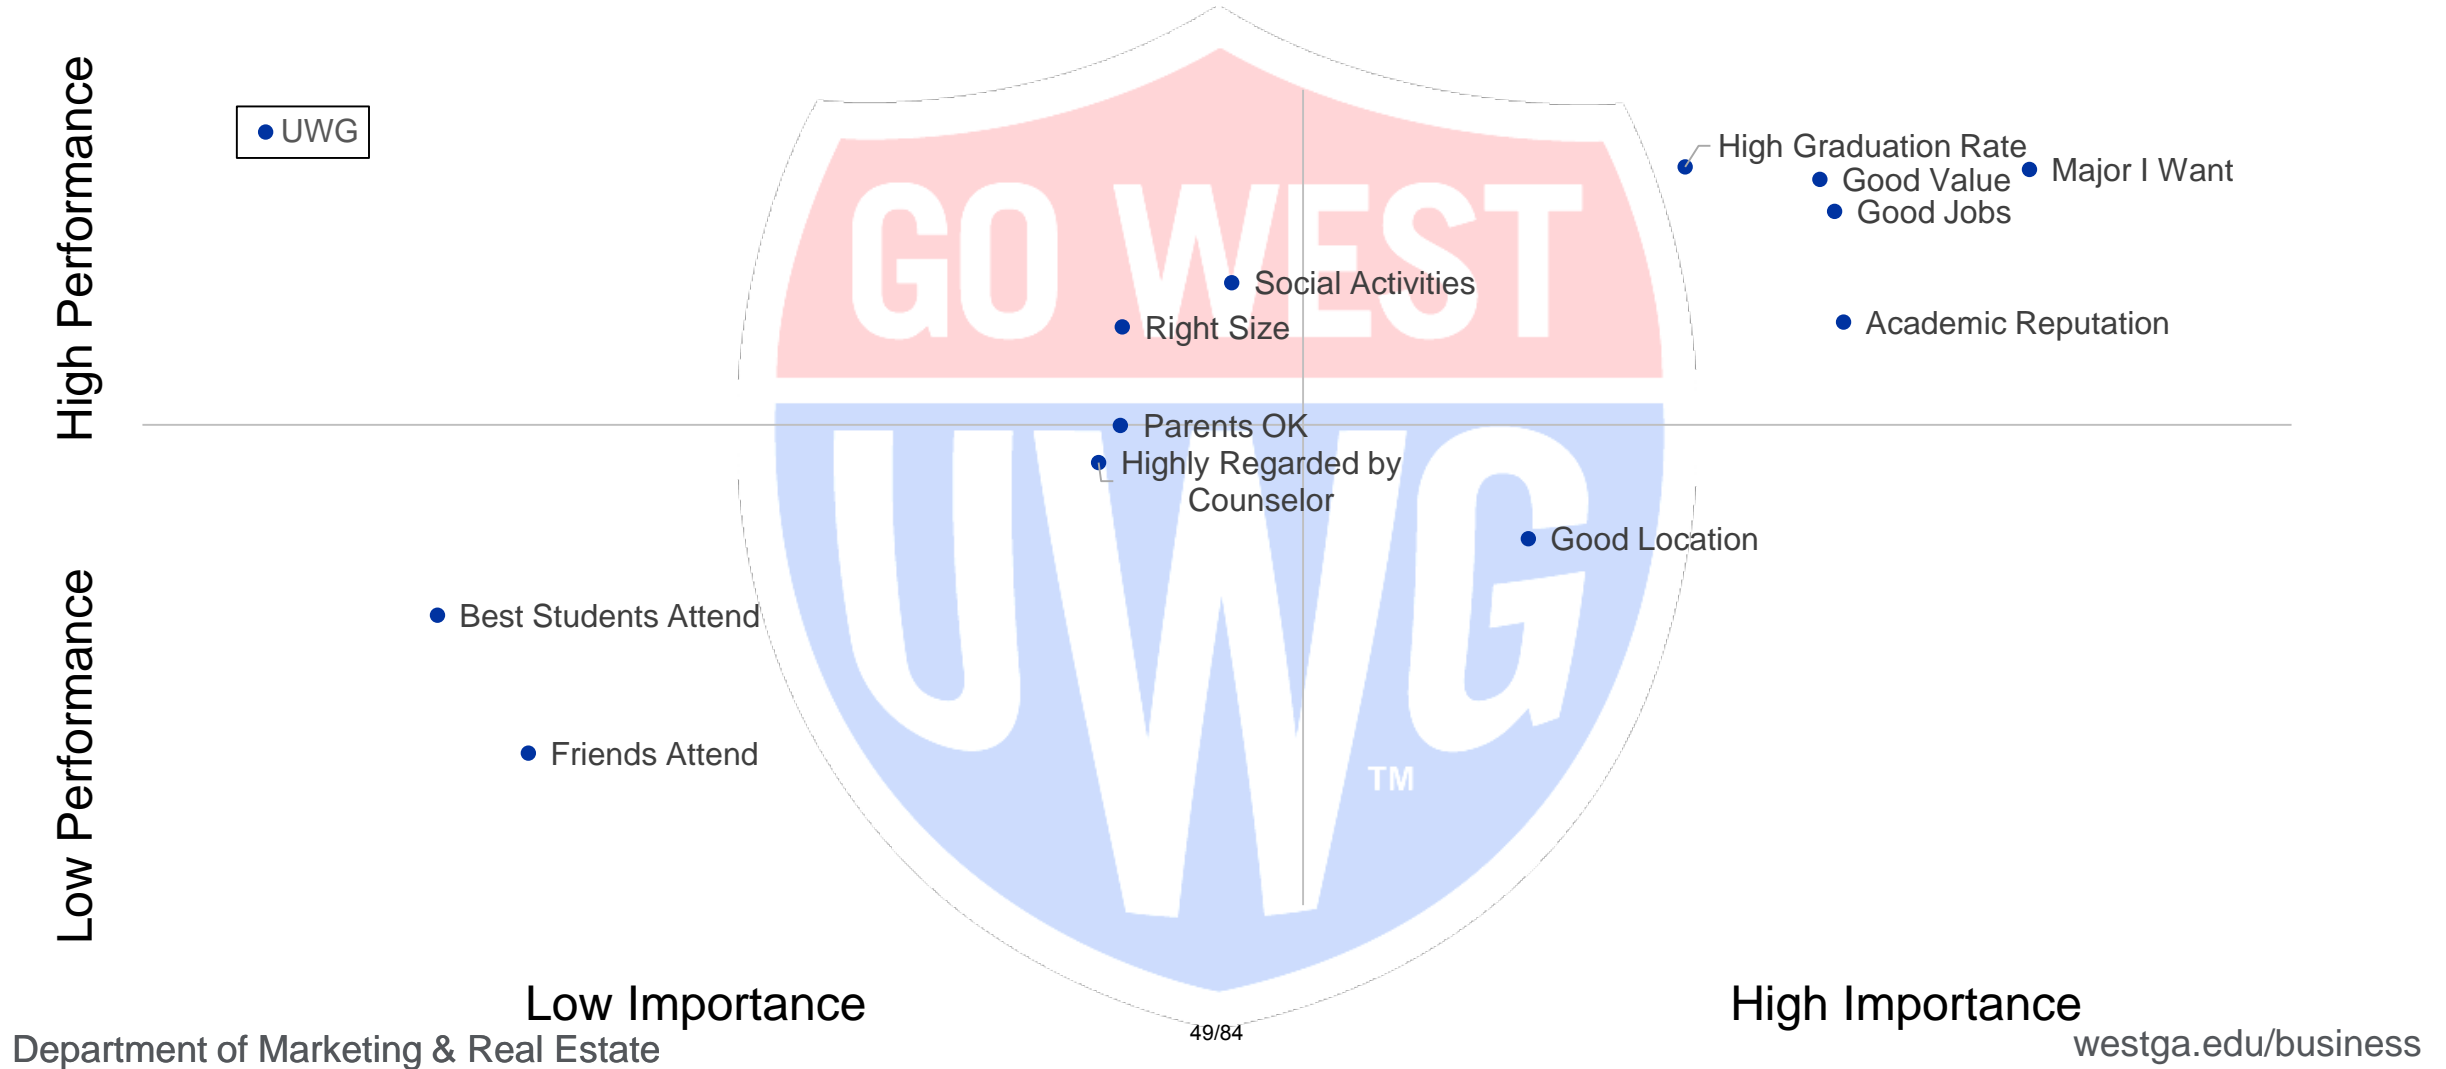 High Performance
UWG
High Graduation Rate
Major I Want
Good Value
Good Jobs
GO WEST
Social Activities
Right Size
Academic Reputation
Parents OK
Highly Regarded by
Counselor
UWG
Good Location
Low Performance
Best Students Attend
Friends Attend
TM
Low Importance
High Importance
49/84
Department of Marketing & Real Estate
westga.edu/business